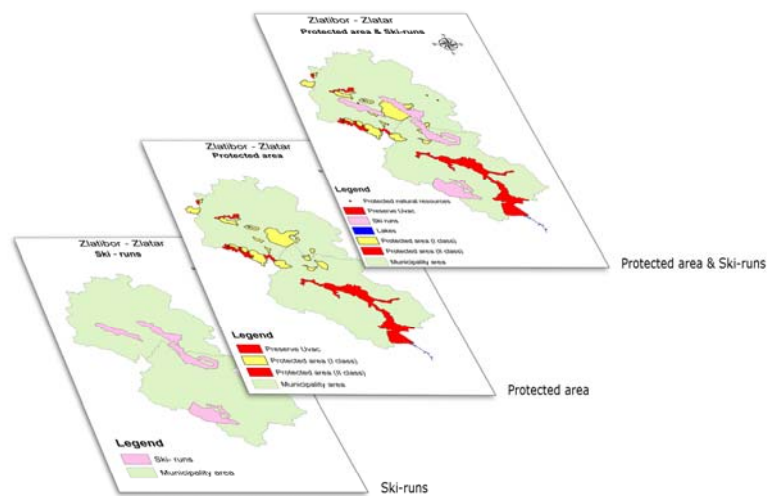 Zlatibor - Zlatar
Protected area & Ski-runs
Legend
Protected natural resources
Preserve Uvac
Ski runs
Lakes
Protected area (I class)
Protected area (II class)
Municipality area
Protected area & Ski-runs
Zlatibor - Zlatar
Protected area
Legend
Preserve Uvac
Protected area (I class)
Protected area (II class)
Municipality area
Protected area
Zlatibor - Zlatar
Ski - runs
Legend
Ski- runs
Municipality area
Ski-runs